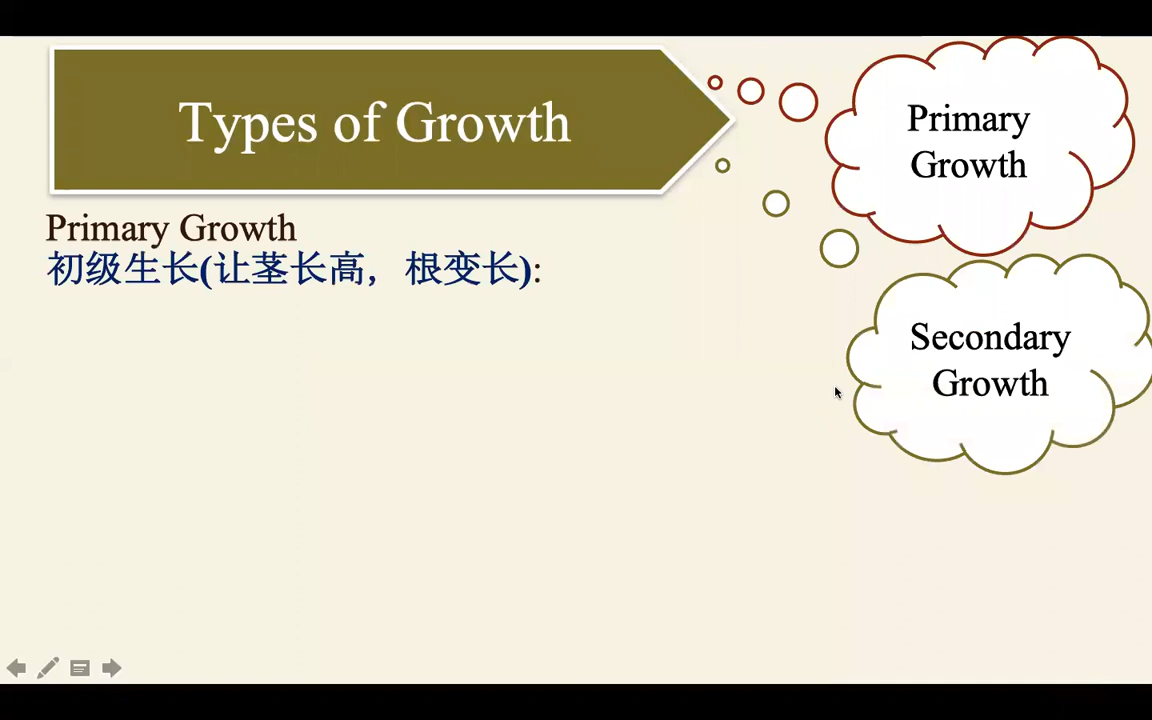 Types of Growth
Primary
Growth
Primary Growth
初级生长(让茎长高，根变长):
Secondary
Growth